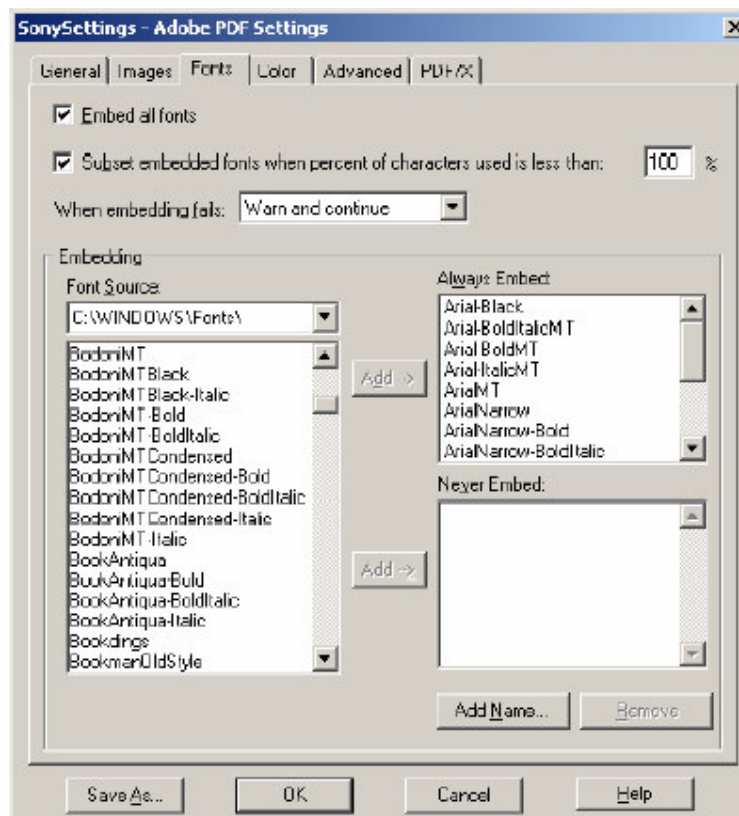 SonySettings - Adobe PDF Settings
General
Images
Fonts
Color
Advanced
PDF/X
Embed all fonts
Subset embedded fonts when percent of characters used is less than: 100 %
When embedding fails: Warn and continue
Embedding
Font Source:
C:\WINDOWS\Fonts\
BodoniMT
BodoniMTBlack
BodoniMTBlack-Italic
BodoniMT-Bold
BodoniMT-BoldItalic
BodoniMTCondensed
BodoniMTCondensed-Bold
BodoniMTCondensed-BoldItalic
BodoniMTCondensed-Italic
BodoniMT-Italic
BookAntiqua
BookAntiqua-Bold
BookAntiqua-BoldItalic
BookAntiqua-Italic
Bookdings
BookmanOldStyle
Add ->
Add ->
Always Embed:
Arial-Black
Arial-BoldItalicMT
Arial-BoldMT
Arial-ItalicMT
ArialMT
ArialNarrow
ArialNarrow-Bold
ArialNarrow-BoldItalic
Never Embed:
Add Name...
Remove
Save As...
OK
Cancel
Help